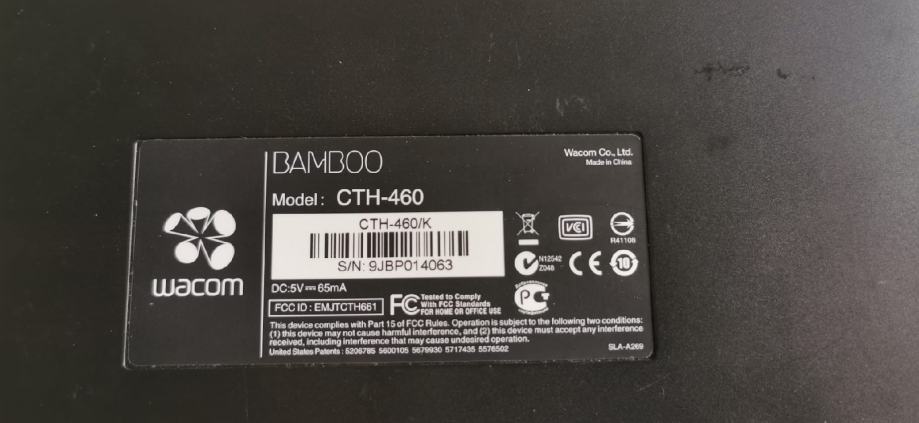 BAMBOO
Wacom Co., Ltd.
Made in China
Model: CTH-460
CTH-460/K
S/N: 9JBP014063
wacom
VCI
R41108
N12542
Z048
CE
10
DC:5V⎓65mA
FCC ID : EMJTCTH661
FC Tested to Comply
With FCC Standards
FOR HOME OR OFFICE USE
This device complies with Part 15 of FCC Rules. Operation is subject to the following two conditions:
(1) this device may not cause harmful interference, and (2) this device must accept any interference
received, including interference that may cause undesired operation.
United States Patents : 5206785 5600105 5679930 5717435 5576502
SLA-A269